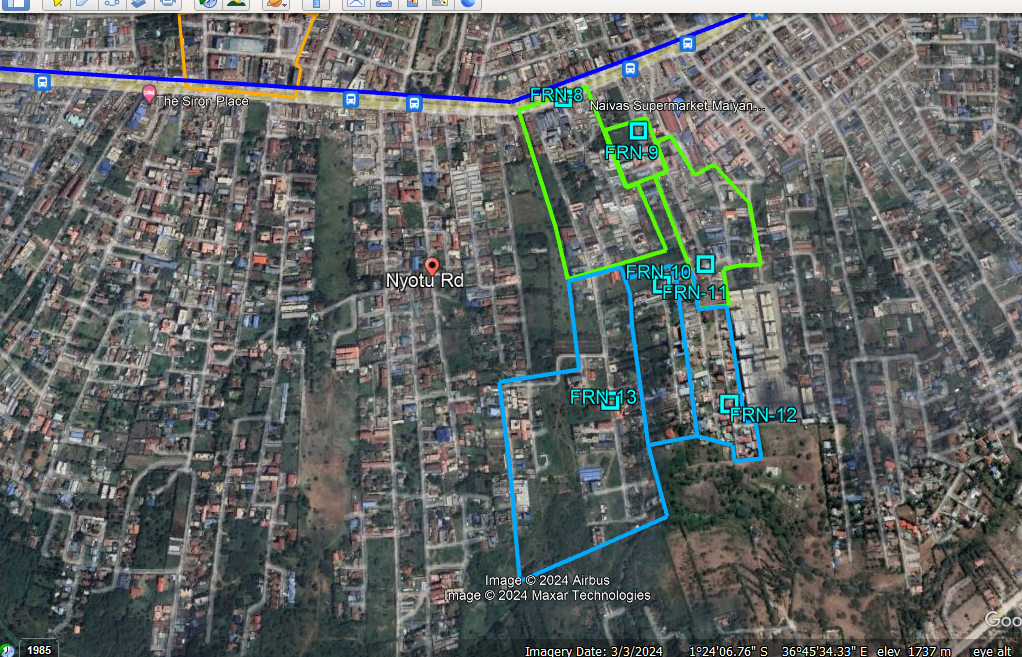 FRN-8
The Siron Place
Naivas Supermarket-Maiyan...
FRN-9
Nyotu Rd
FRN-10
FRN-11
FRN-13
FRN-12
Image © 2024 Airbus
Image © 2024 Maxar Technologies
Goo
1985
Imagery Date: 3/3/2024 1°24'06.76" S 36°45'34.33" E elev 1737 m eye alt